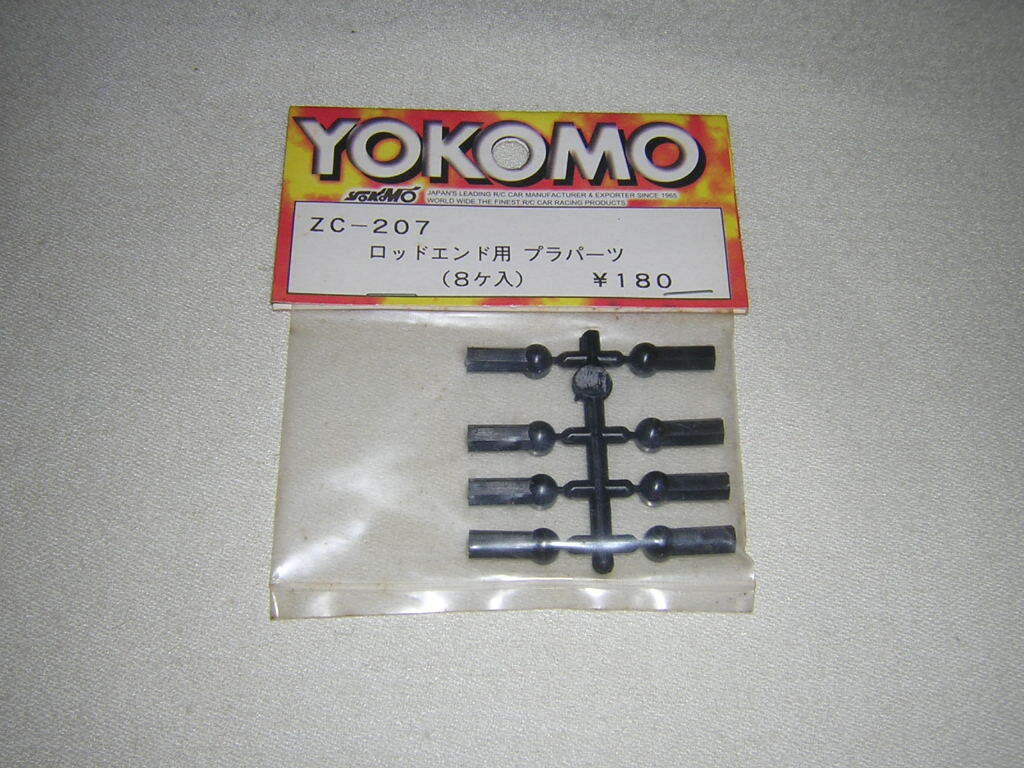 YOKOMO
YOKOMO
JAPAN'S LEADING R/C CAR MANUFACTURER & EXPORTER SINCE 1965
WORLD WIDE THE FINEST R/C CAR RACING PRODUCTS
ZC-207
ロッドエンド用 プラパーツ
(8ケ入) ¥180